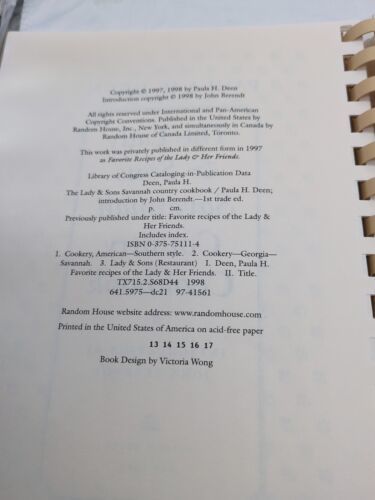 Copyright © 1997, 1998 by Paula H. Deen
Introduction copyright © 1998 by John Berendt
All rights reserved under International and Pan-American
Copyright Conventions. Published in the United States by
Random House, Inc., New York, and simultaneously in Canada by
Random House of Canada Limited, Toronto.
This work was privately published in different form in 1997
as Favorite Recipes of the Lady & Her Friends.
Library of Congress Cataloging-in-Publication Data
Deen, Paula H.
The Lady & Sons Savannah country cookbook / Paula H. Deen;
introduction by John Berendt.—1st trade ed.
p. cm.
Previously published under title: Favorite recipes of the Lady &
Her Friends.
Includes index.
ISBN 0-375-75111-4
1. Cookery, American—Southern style. 2. Cookery—Georgia—
Savannah. 3. Lady & Sons (Restaurant) I. Deen, Paula H.
Favorite recipes of the Lady & Her Friends. II. Title.
TX715.2.S68D44 1998
641.5975—dc21 97-41561
Random House website address: www.randomhouse.com
Printed in the United States of America on acid-free paper
13 14 15 16 17
Book Design by Victoria Wong